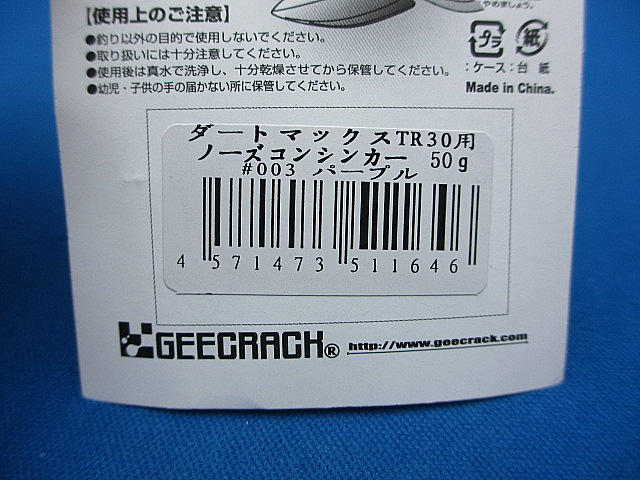 やめましょう。
【使用上のご注意】
●釣り以外の目的で使用しないでください。
●取り扱いには十分注意してください。
●使用後は真水で洗浄し、十分乾燥させてから保管してください。
●幼児・子供の手の届かない所に保管してください。
プラ
紙
:ケース:台 紙
Made in China.
ダートマックスTR30用
ノーズコンシンカー 50g
#003 パープル
4 571473 511646
GEECRACK®
http://www.geecrack.com